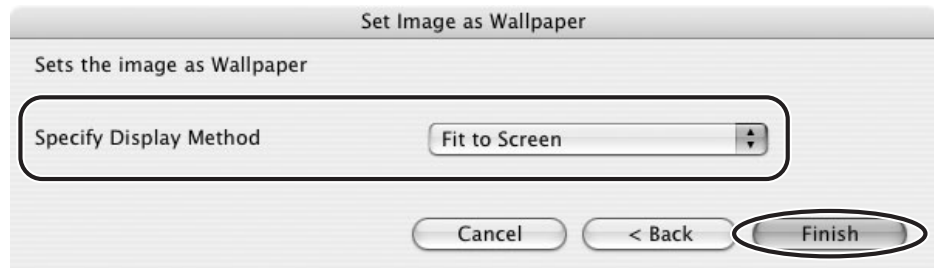 Set Image as Wallpaper
Sets the image as Wallpaper
Specify Display Method Fit to Screen
Cancel < Back Finish